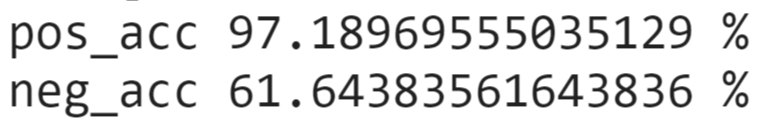 pos_acc 97.18969555035129 %
neg_acc 61.64383561643836 %